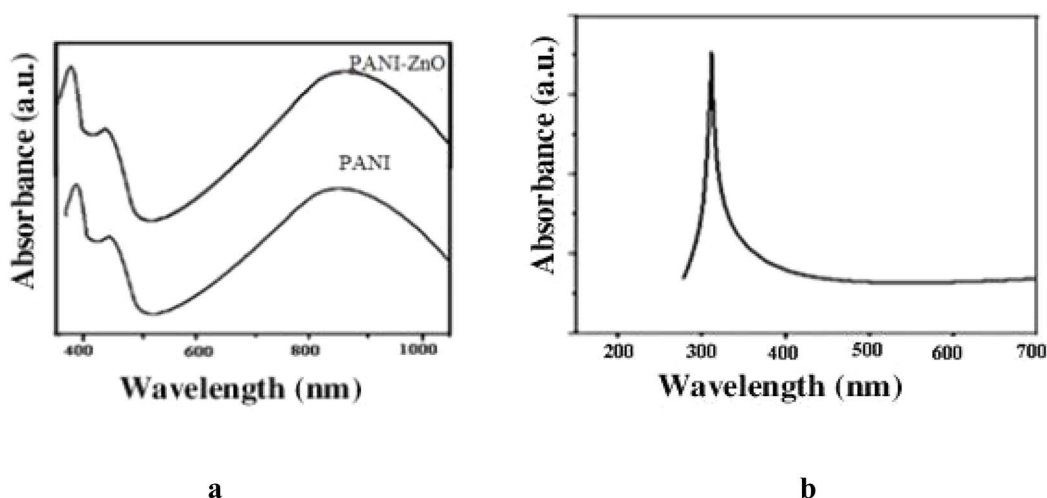 PANI-ZnO
PANI
Absorbance (a.u.)
400 600 800 1000
Wavelength (nm)
a
Absorbance (a.u.)
200 300 400 500 600 700
Wavelength (nm)
b